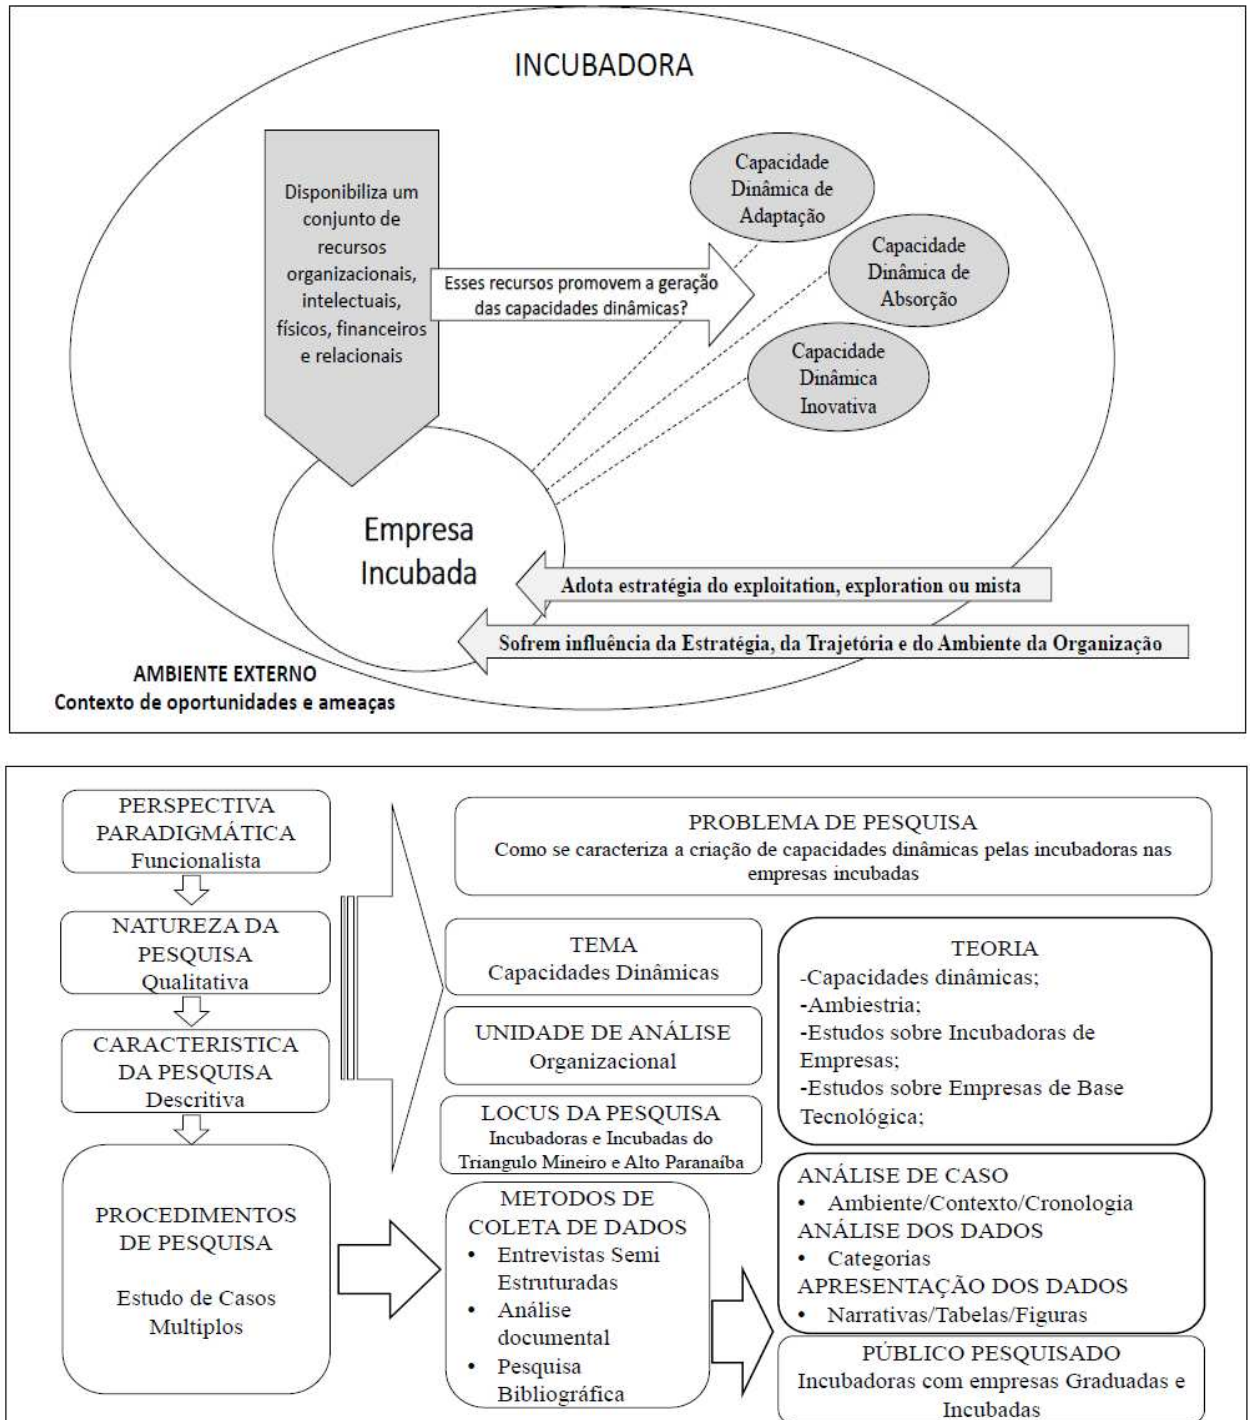 INCUBADORA
Disponibiliza um
conjunto de
recursos
organizacionais,
intelectuais,
físicos, financeiros
e relacionais
Esses recursos promovem a geração
das capacidades dinâmicas?
Capacidade
Dinâmica de
Adaptação
Capacidade
Dinâmica de
Absorção
Capacidade
Dinâmica
Inovativa
Empresa
Incubada
Adota estratégia do exploitation, exploration ou mista
Sofrem influência da Estratégia, da Trajetória e do Ambiente da Organização
AMBIENTE EXTERNO
Contexto de oportunidades e ameaças
PERSPECTIVA
PARADIGMÁTICA
Funcionalista
NATUREZA DA
PESQUISA
Qualitativa
CARACTERISTICA
DA PESQUISA
Descritiva
PROCEDIMENTOS
DE PESQUISA
Estudo de Casos
Multiplos
PROBLEMA DE PESQUISA
Como se caracteriza a criação de capacidades dinâmicas pelas incubadoras nas
empresas incubadas
TEMA
Capacidades Dinâmicas
UNIDADE DE ANÁLISE
Organizacional
LOCUS DA PESQUISA
Incubadoras e Incubadas do
Triangulo Mineiro e Alto Paranaíba
METODOS DE
COLETA DE DADOS
• Entrevistas Semi
Estruturadas
• Análise
documental
• Pesquisa
Bibliográfica
TEORIA
-Capacidades dinâmicas;
-Ambiestria;
-Estudos sobre Incubadoras de
Empresas;
-Estudos sobre Empresas de Base
Tecnológica;
ANÁLISE DE CASO
• Ambiente/Contexto/Cronologia
ANÁLISE DOS DADOS
• Categorias
APRESENTAÇÃO DOS DADOS
• Narrativas/Tabelas/Figuras
PÚBLICO PESQUISADO
Incubadoras com empresas Graduadas e
Incubadas